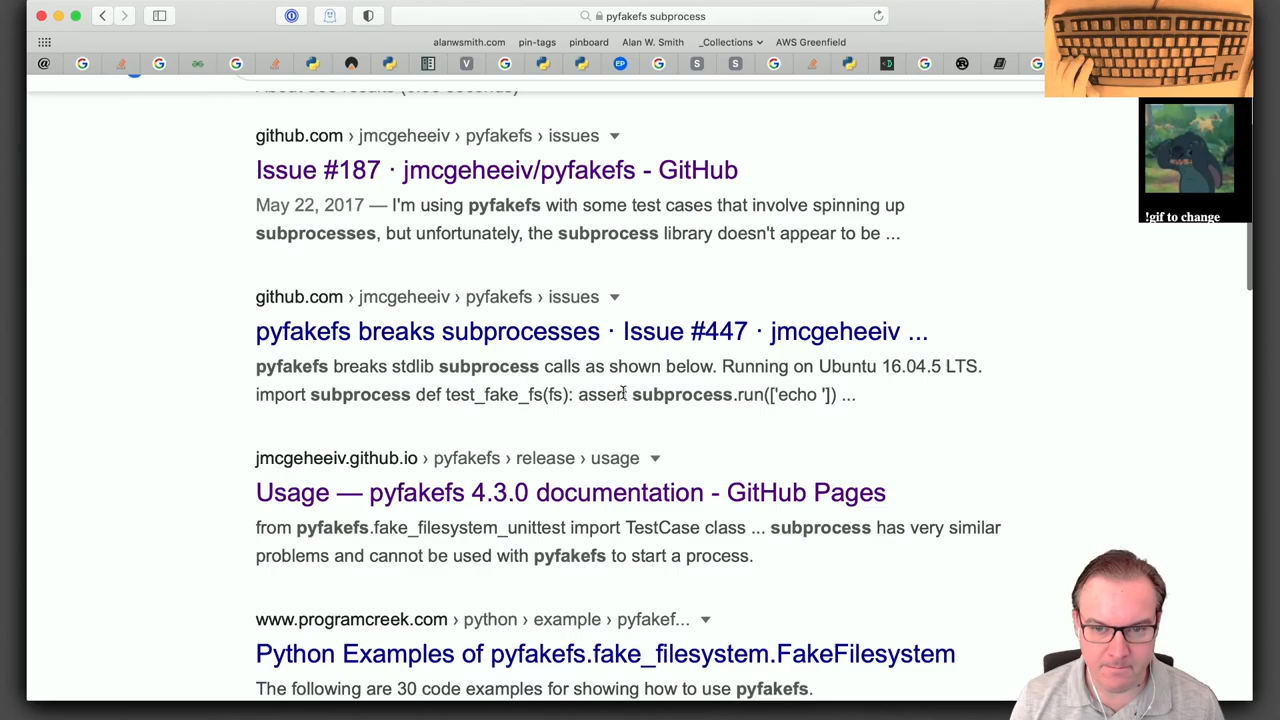 pyfakefs subprocess
alanwsmith.com pin-tags pinboard Alan W. Smith _Collections AWS Greenfield
github.com › jmcgeheeiv › pyfakefs › issues
Issue #187 · jmcgeheeiv/pyfakefs - GitHub
May 22, 2017 — I'm using pyfakefs with some test cases that involve spinning up
subprocesses, but unfortunately, the subprocess library doesn't appear to be ...
github.com › jmcgeheeiv › pyfakefs › issues
pyfakefs breaks subprocesses · Issue #447 · jmcgeheeiv ...
pyfakefs breaks stdlib subprocess calls as shown below. Running on Ubuntu 16.04.5 LTS.
import subprocess def test_fake_fs(fs): assert subprocess.run(['echo ']) ...
jmcgeheeiv.github.io › pyfakefs › release › usage
Usage — pyfakefs 4.3.0 documentation - GitHub Pages
from pyfakefs.fake_filesystem_unittest import TestCase class ... subprocess has very similar
problems and cannot be used with pyfakefs to start a process.
www.programcreek.com › python › example › pyfakef...
Python Examples of pyfakefs.fake_filesystem.FakeFilesystem
The following are 30 code examples for showing how to use pyfakefs.
!gif to change